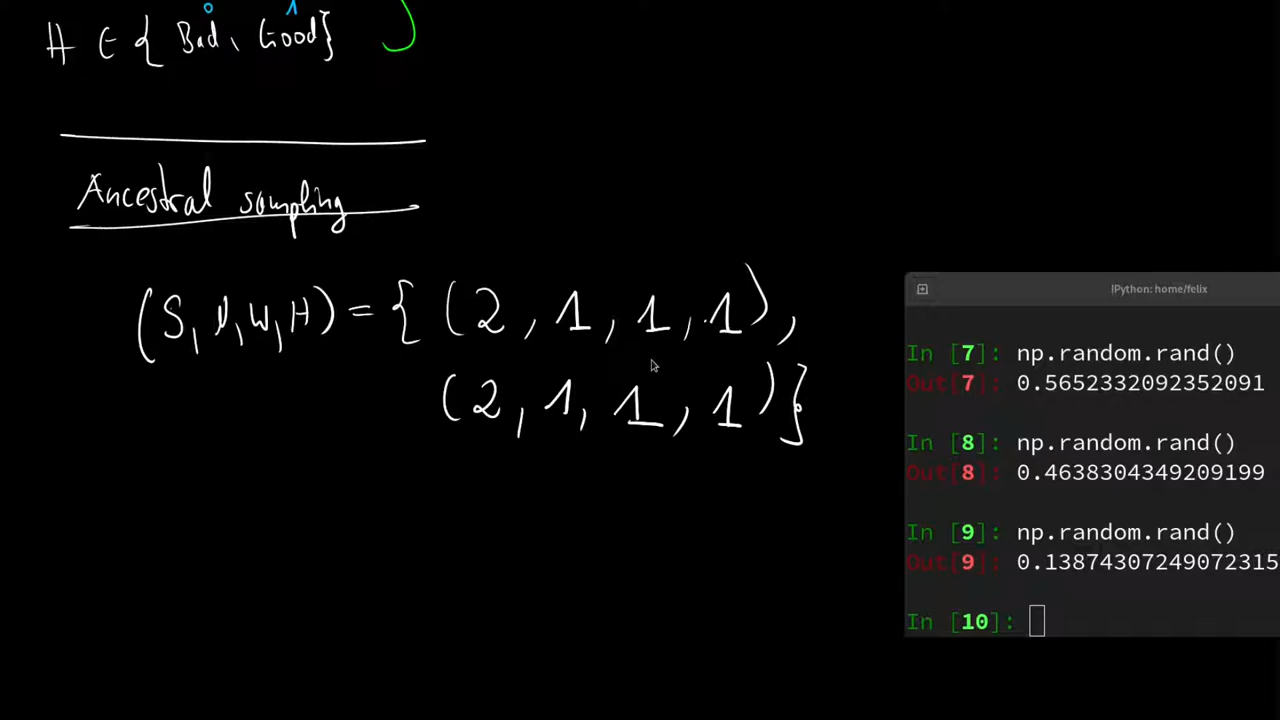 0 1
H ∈ { Bad, Good}
Ancestral sampling
(S, N, W, H) = { (2, 1, 1, 1),
(2, 1, 1, 1) }
IPython: home/felix
In [7]: np.random.rand()
Out[7]: 0.5652332092352091
In [8]: np.random.rand()
Out[8]: 0.4638304349209199
In [9]: np.random.rand()
Out[9]: 0.13874307249072315
In [10]: